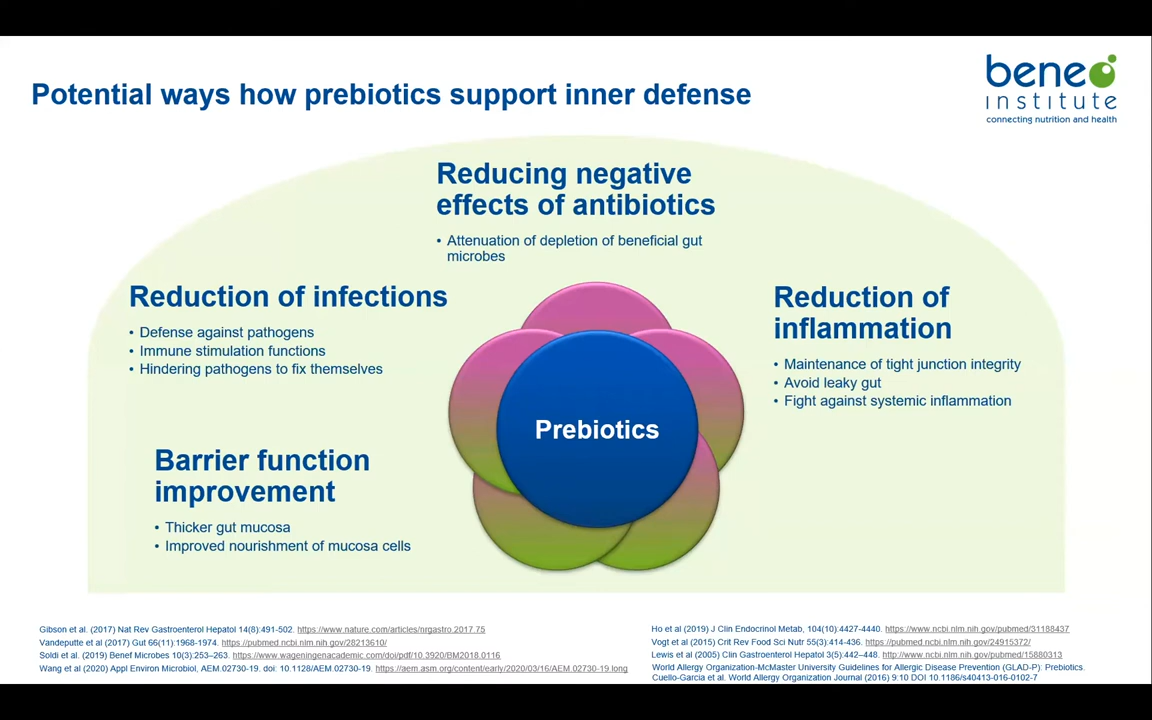 Potential ways how prebiotics support inner defense
beneo
institute
connecting nutrition and health
Reducing negative
effects of antibiotics
• Attenuation of depletion of beneficial gut
microbes
Reduction of infections
• Defense against pathogens
• Immune stimulation functions
• Hindering pathogens to fix themselves
Reduction of
inflammation
• Maintenance of tight junction integrity
• Avoid leaky gut
• Fight against systemic inflammation
Prebiotics
Barrier function
improvement
• Thicker gut mucosa
• Improved nourishment of mucosa cells
Gibson et al. (2017) Nat Rev Gastroenterol Hepatol 14(8):491-502. https://www.nature.com/articles/nrgastro.2017.75
Vandeputte et al (2017) Gut 66(11):1968-1974. https://pubmed.ncbi.nlm.nih.gov/28213610/
Soldi et al. (2019) Benef Microbes 10(3):253–263. https://www.wageningenacademic.com/doi/pdf/10.3920/BM2018.0116
Wang et al (2020) Appl Environ Microbiol, AEM.02730-19. doi: 10.1128/AEM.02730-19. https://aem.asm.org/content/early/2020/03/16/AEM.02730-19.long
Ho et al (2019) J Clin Endocrinol Metab, 104(10):4427-4440. https://www.ncbi.nlm.nih.gov/pubmed/31188437
Vogt et al (2015) Crit Rev Food Sci Nutr 55(3):414-436. https://pubmed.ncbi.nlm.nih.gov/24915372/
Lewis et al (2005) Clin Gastroenterol Hepatol 3(5):442–448. http://www.ncbi.nlm.nih.gov/pubmed/15880313
World Allergy Organization-McMaster University Guidelines for Allergic Disease Prevention (GLAD-P): Prebiotics.
Cuello-Garcia et al. World Allergy Organization Journal (2016) 9:10 DOI 10.1186/s40413-016-0102-7